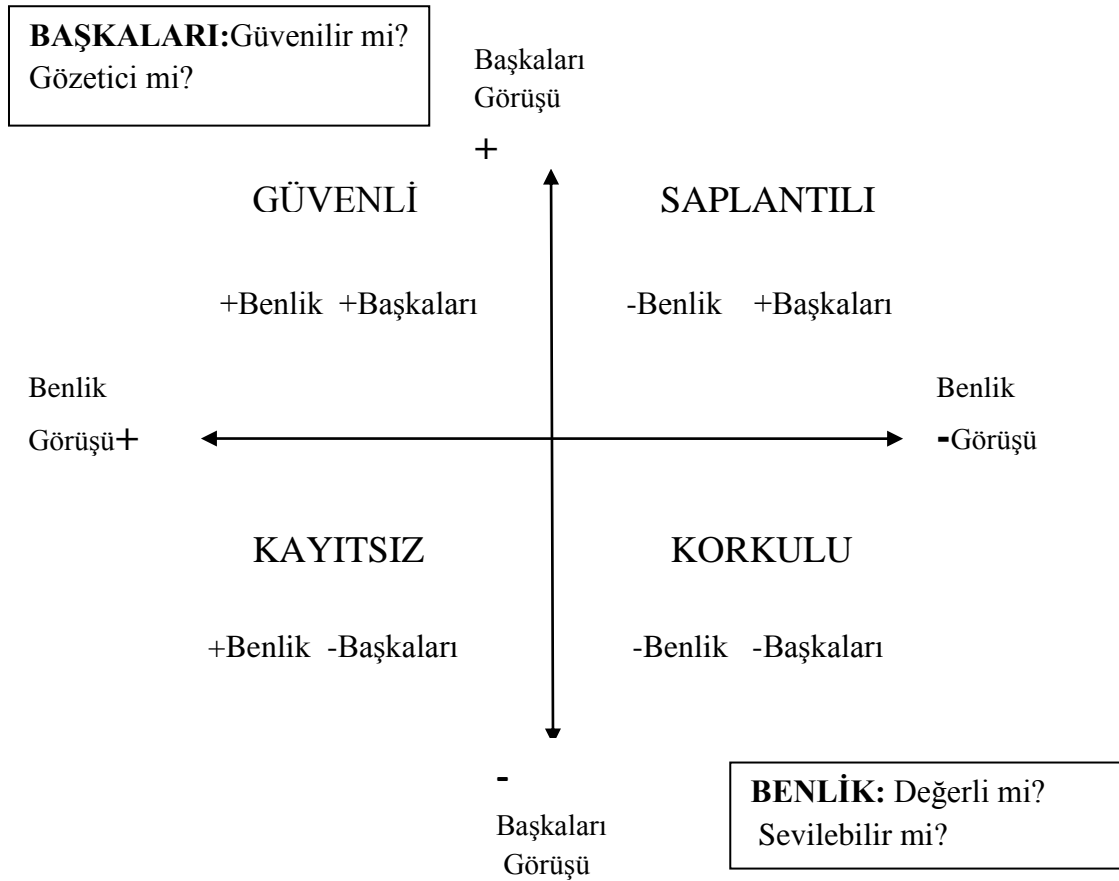 BAŞKALARI:Güvenilir mi?
Gözetici mi?
Başkaları
Görüşü
+
GÜVENLİ SAPLANTILI
+Benlik +Başkaları -Benlik +Başkaları
Benlik Benlik
Görüşü+ -Görüşü
KAYITSIZ KORKULU
+Benlik -Başkaları -Benlik -Başkaları
-
Başkaları
Görüşü
BENLİK: Değerli mi?
Sevilebilir mi?